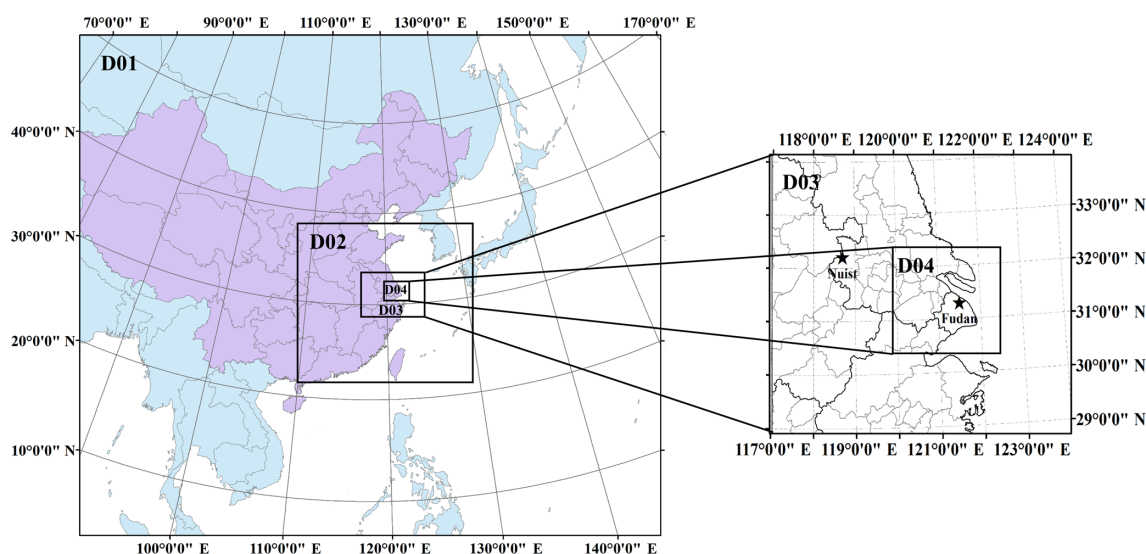 70°0'0" E 90°0'0" E 110°0'0" E 130°0'0" E 150°0'0" E 170°0'0" E
D01
40°0'0" N
30°0'0" N
20°0'0" N
10°0'0" N
D02
D04
D03
100°0'0" E 110°0'0" E 120°0'0" E 130°0'0" E 140°0'0" E
118°0'0" E 120°0'0" E 122°0'0" E 124°0'0" E
D03
33°0'0" N
32°0'0" N
31°0'0" N
30°0'0" N
29°0'0" N
Nuist
D04
Fudan
117°0'0" E 119°0'0" E 121°0'0" E 123°0'0" E